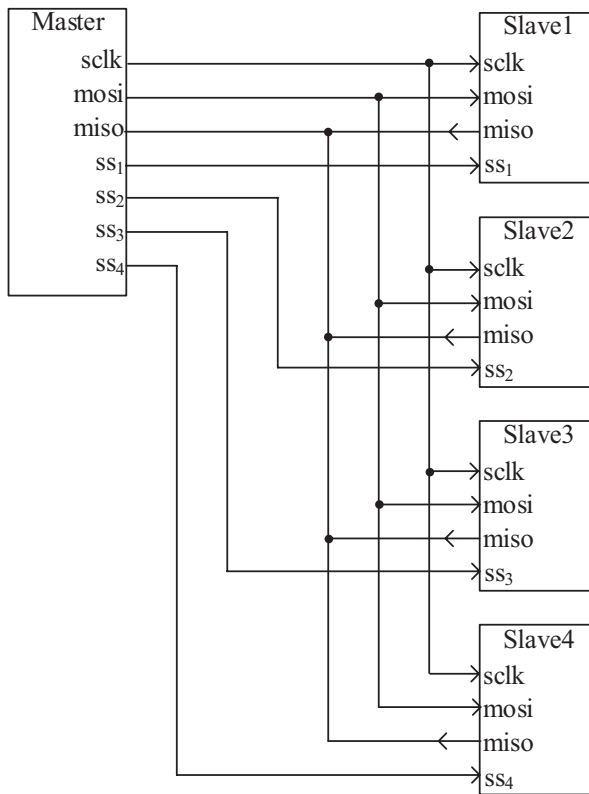 Master
sclk
mosi
miso
ss₁
ss₂
ss₃
ss₄
Slave1
sclk
mosi
miso
ss₁
Slave2
sclk
mosi
miso
ss₂
Slave3
sclk
mosi
miso
ss₃
Slave4
sclk
mosi
miso
ss₄